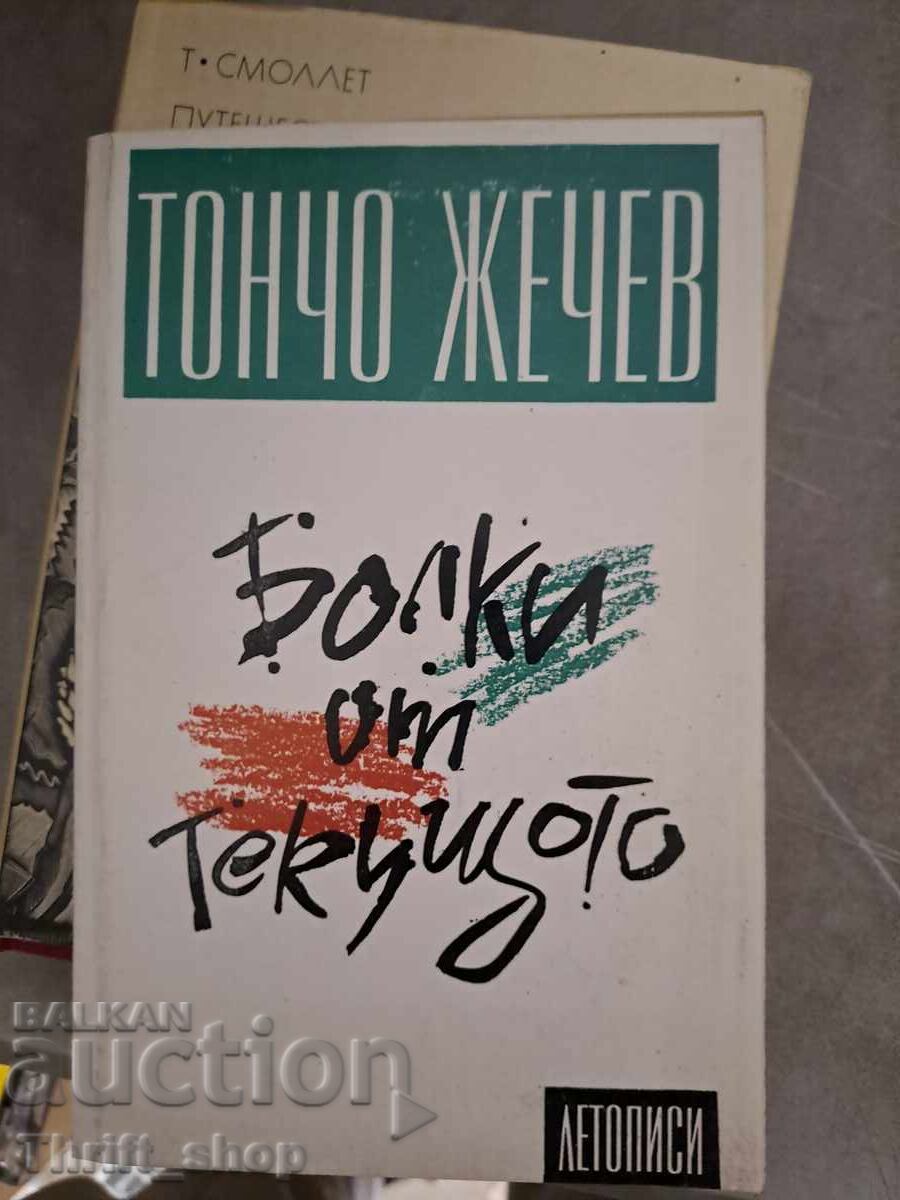 Т·СМОЛЛЕТ
ТОНЧО ЖЕЧЕВ
Болки
от
текущото
ЛЕТОПИСИ
BALKAN
auction
Thrift_shop